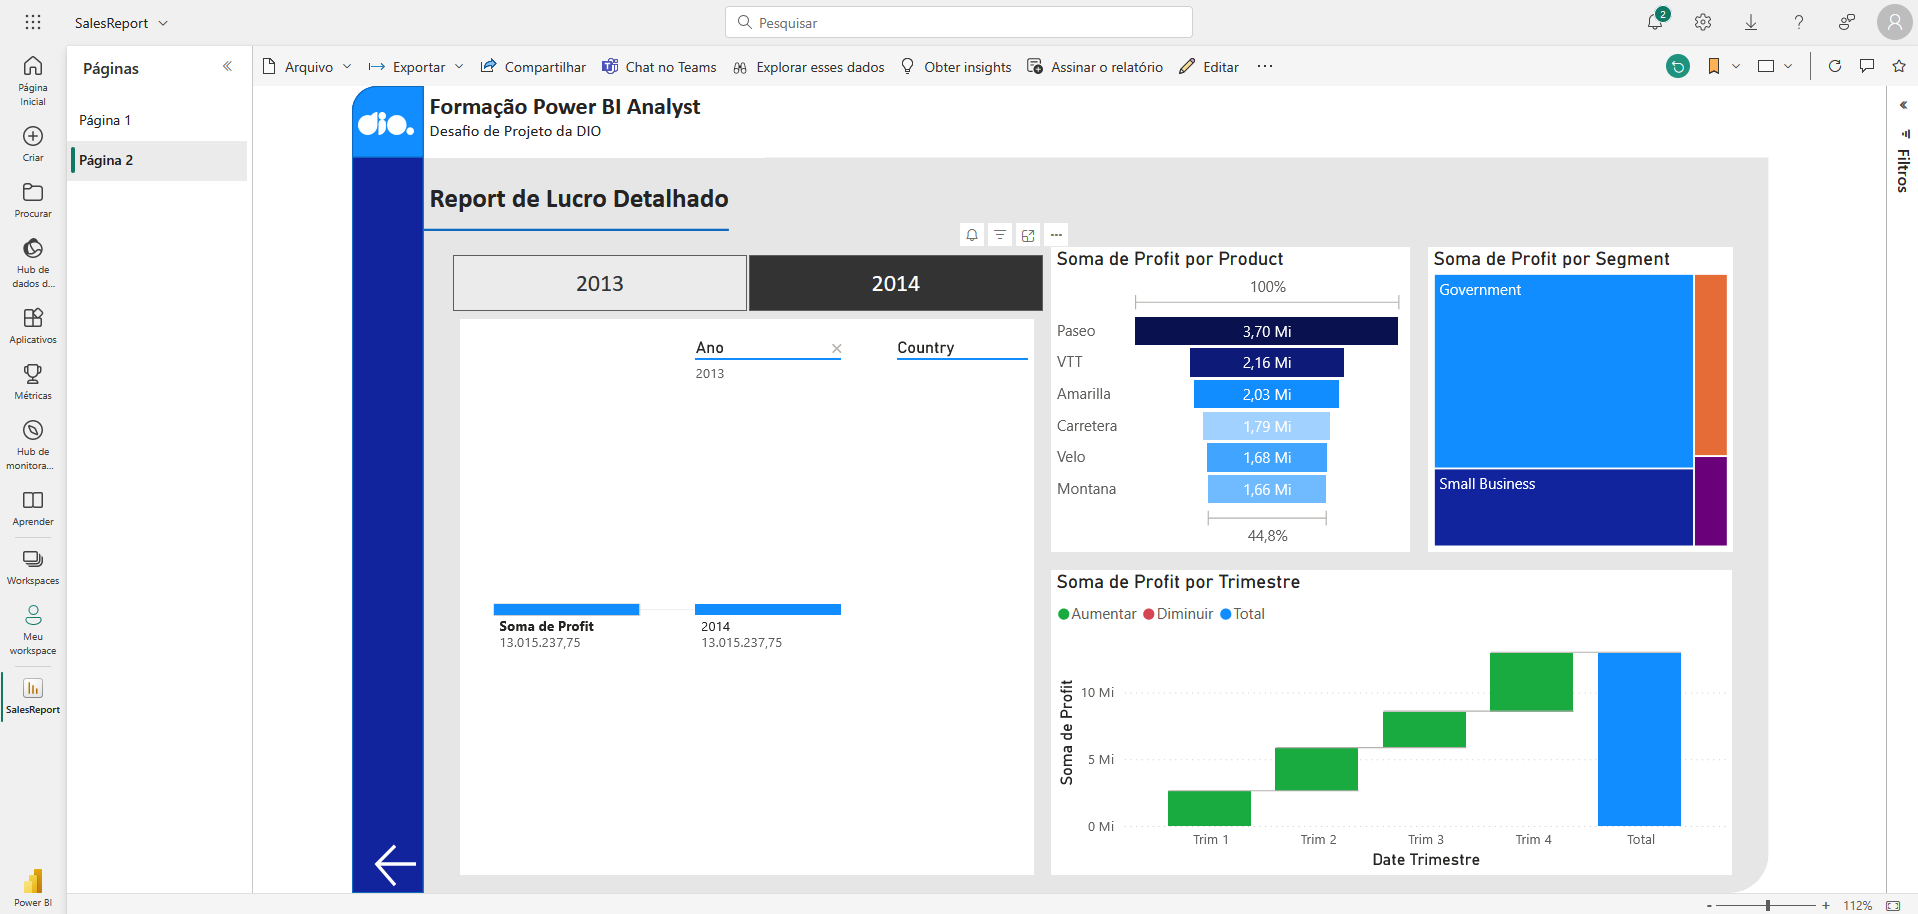 SalesReport
Pesquisar
2
Página Inicial
Criar
Procurar
Hub de dados d...
Aplicativos
Métricas
Hub de monitora...
Aprender
Workspaces
Meu workspace
SalesReport
Power BI
Páginas
Página 1
Página 2
Arquivo
Exportar
Compartilhar
Chat no Teams
Explorar esses dados
Obter insights
Assinar o relatório
Editar
dio.
Formação Power BI Analyst
Desafio de Projeto da DIO
Report de Lucro Detalhado
2013
2014
Ano
2013
Country
Soma de Profit
13.015.237,75
2014
13.015.237,75
Soma de Profit por Product
100%
Paseo 3,70 Mi
VTT 2,16 Mi
Amarilla 2,03 Mi
Carretera 1,79 Mi
Velo 1,68 Mi
Montana 1,66 Mi
44,8%
Soma de Profit por Segment
Government
Small Business
Soma de Profit por Trimestre
Aumentar Diminuir Total
Soma de Profit
10 Mi
5 Mi
0 Mi
Trim 1 Trim 2 Trim 3 Trim 4 Total
Date Trimestre
Filtros
- + 112%